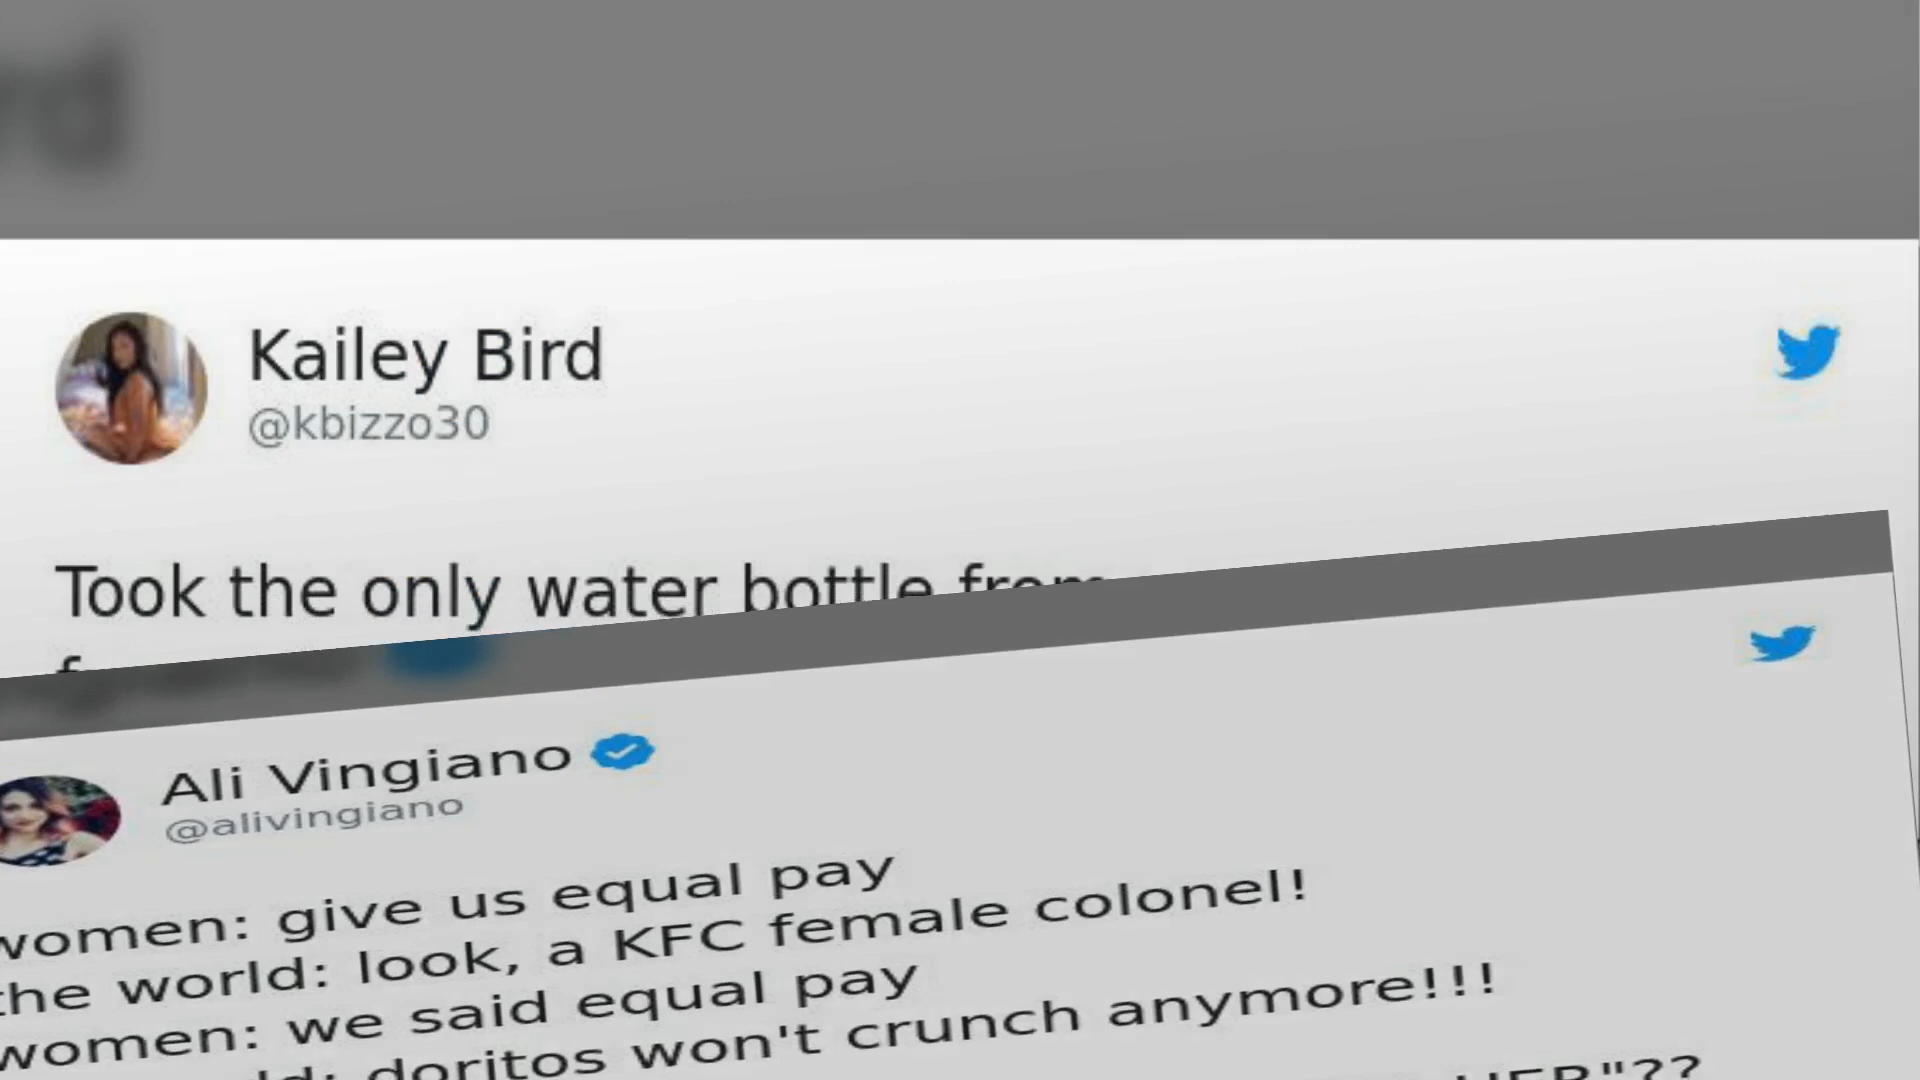 Kailey Bird
@kbizzo30
Took the only water bottle from
Ali Vingiano
@alivingiano
women: give us equal pay
the world: look, a KFC female colonel!
women: we said equal pay
doritos won't crunch anymore!!!
HER"??